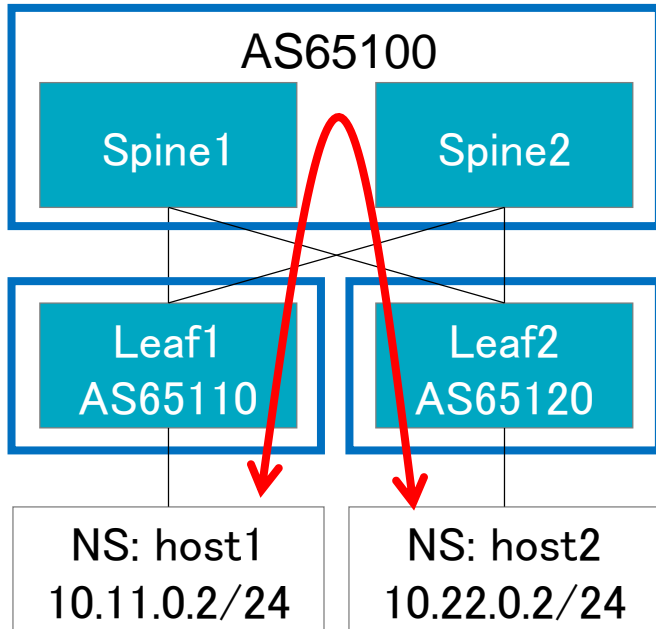 AS65100
Spine1
Spine2
Leaf1
AS65110
Leaf2
AS65120
NS: host1
10.11.0.2/24
NS: host2
10.22.0.2/24